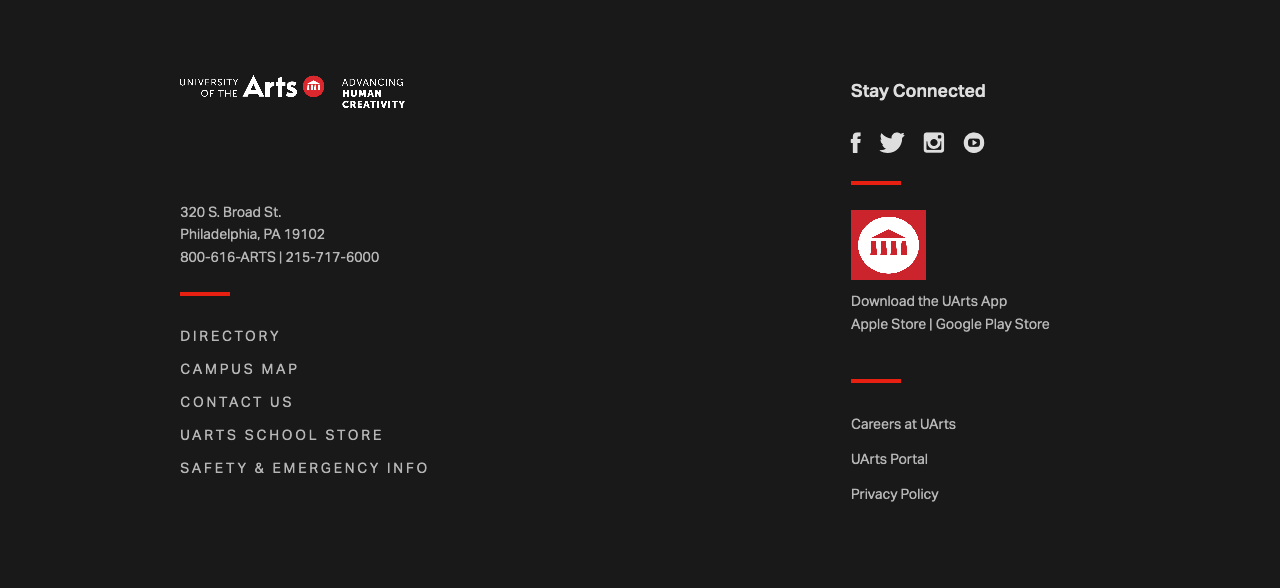 UNIVERSITY
OF THE Arts
ADVANCING
HUMAN
CREATIVITY
320 S. Broad St.
Philadelphia, PA 19102
800-616-ARTS | 215-717-6000
DIRECTORY
CAMPUS MAP
CONTACT US
UARTS SCHOOL STORE
SAFETY & EMERGENCY INFO
Stay Connected
Download the UArts App
Apple Store | Google Play Store
Careers at UArts
UArts Portal
Privacy Policy